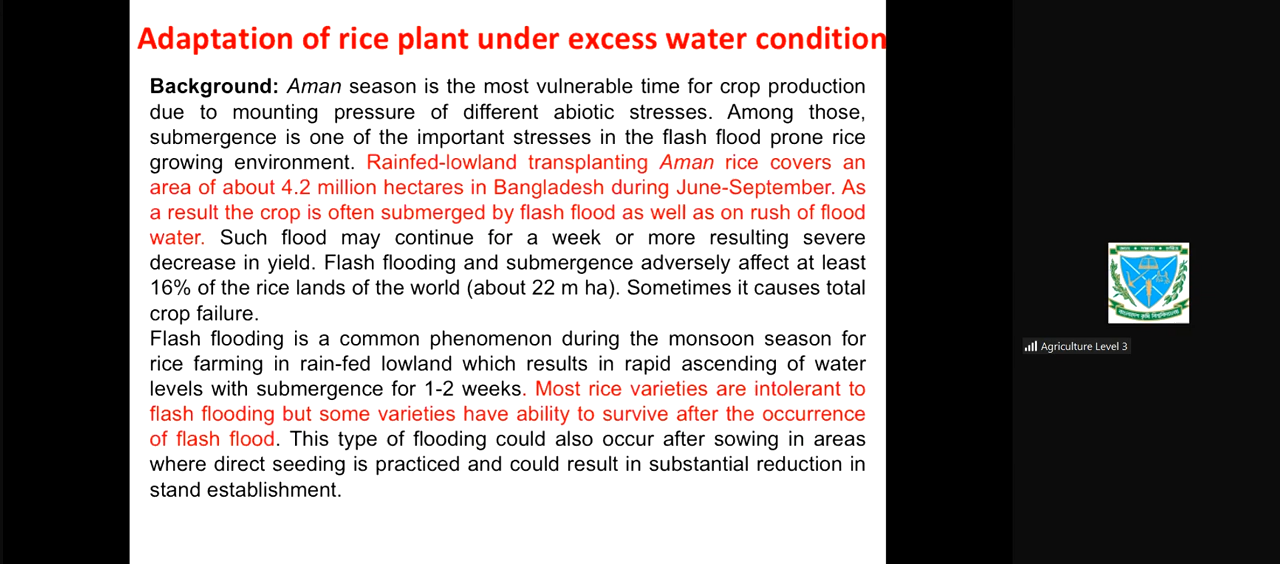 Adaptation of rice plant under excess water condition
Background: Aman season is the most vulnerable time for crop production
due to mounting pressure of different abiotic stresses. Among those,
submergence is one of the important stresses in the flash flood prone rice
growing environment. Rainfed-lowland transplanting Aman rice covers an
area of about 4.2 million hectares in Bangladesh during June-September. As
a result the crop is often submerged by flash flood as well as on rush of flood
water. Such flood may continue for a week or more resulting severe
decrease in yield. Flash flooding and submergence adversely affect at least
16% of the rice lands of the world (about 22 m ha). Sometimes it causes total
crop failure.
Flash flooding is a common phenomenon during the monsoon season for
rice farming in rain-fed lowland which results in rapid ascending of water
levels with submergence for 1-2 weeks. Most rice varieties are intolerant to
flash flooding but some varieties have ability to survive after the occurrence
of flash flood. This type of flooding could also occur after sowing in areas
where direct seeding is practiced and could result in substantial reduction in
stand establishment.
Agriculture Level 3